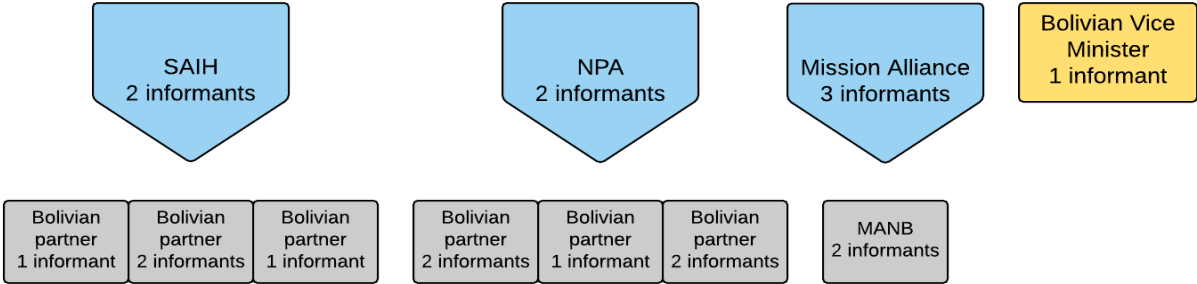 SAIH
2 informants
NPA
2 informants
Mission Alliance
3 informants
Bolivian Vice
Minister
1 informant
Bolivian
partner
1 informant
Bolivian
partner
2 informants
Bolivian
partner
1 informant
Bolivian
partner
2 informants
Bolivian
partner
1 informant
Bolivian
partner
2 informants
MANB
2 informants